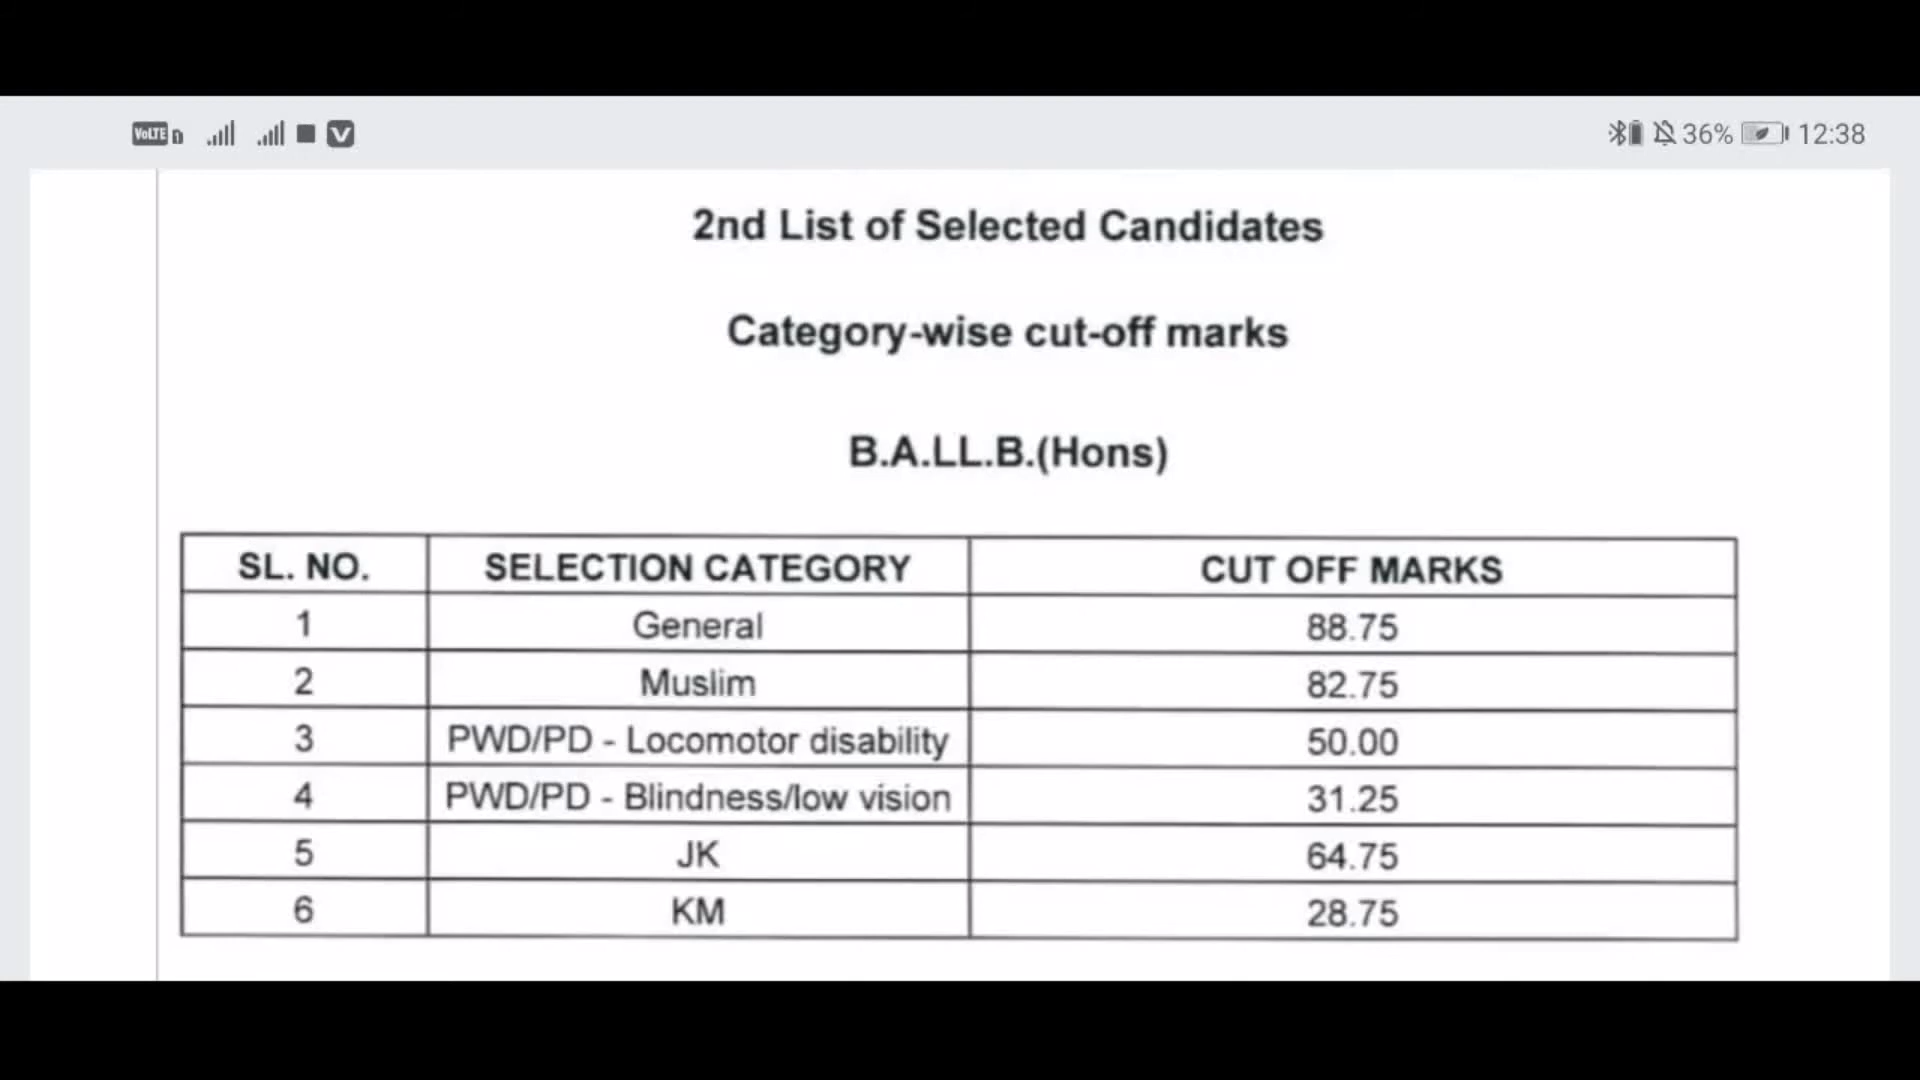 VoLTE 1 V 36% 12:38
2nd List of Selected Candidates
Category-wise cut-off marks
B.A.LL.B.(Hons)
SL. NO. SELECTION CATEGORY CUT OFF MARKS
1 General 88.75
2 Muslim 82.75
3 PWD/PD - Locomotor disability 50.00
4 PWD/PD - Blindness/low vision 31.25
5 JK 64.75
6 KM 28.75